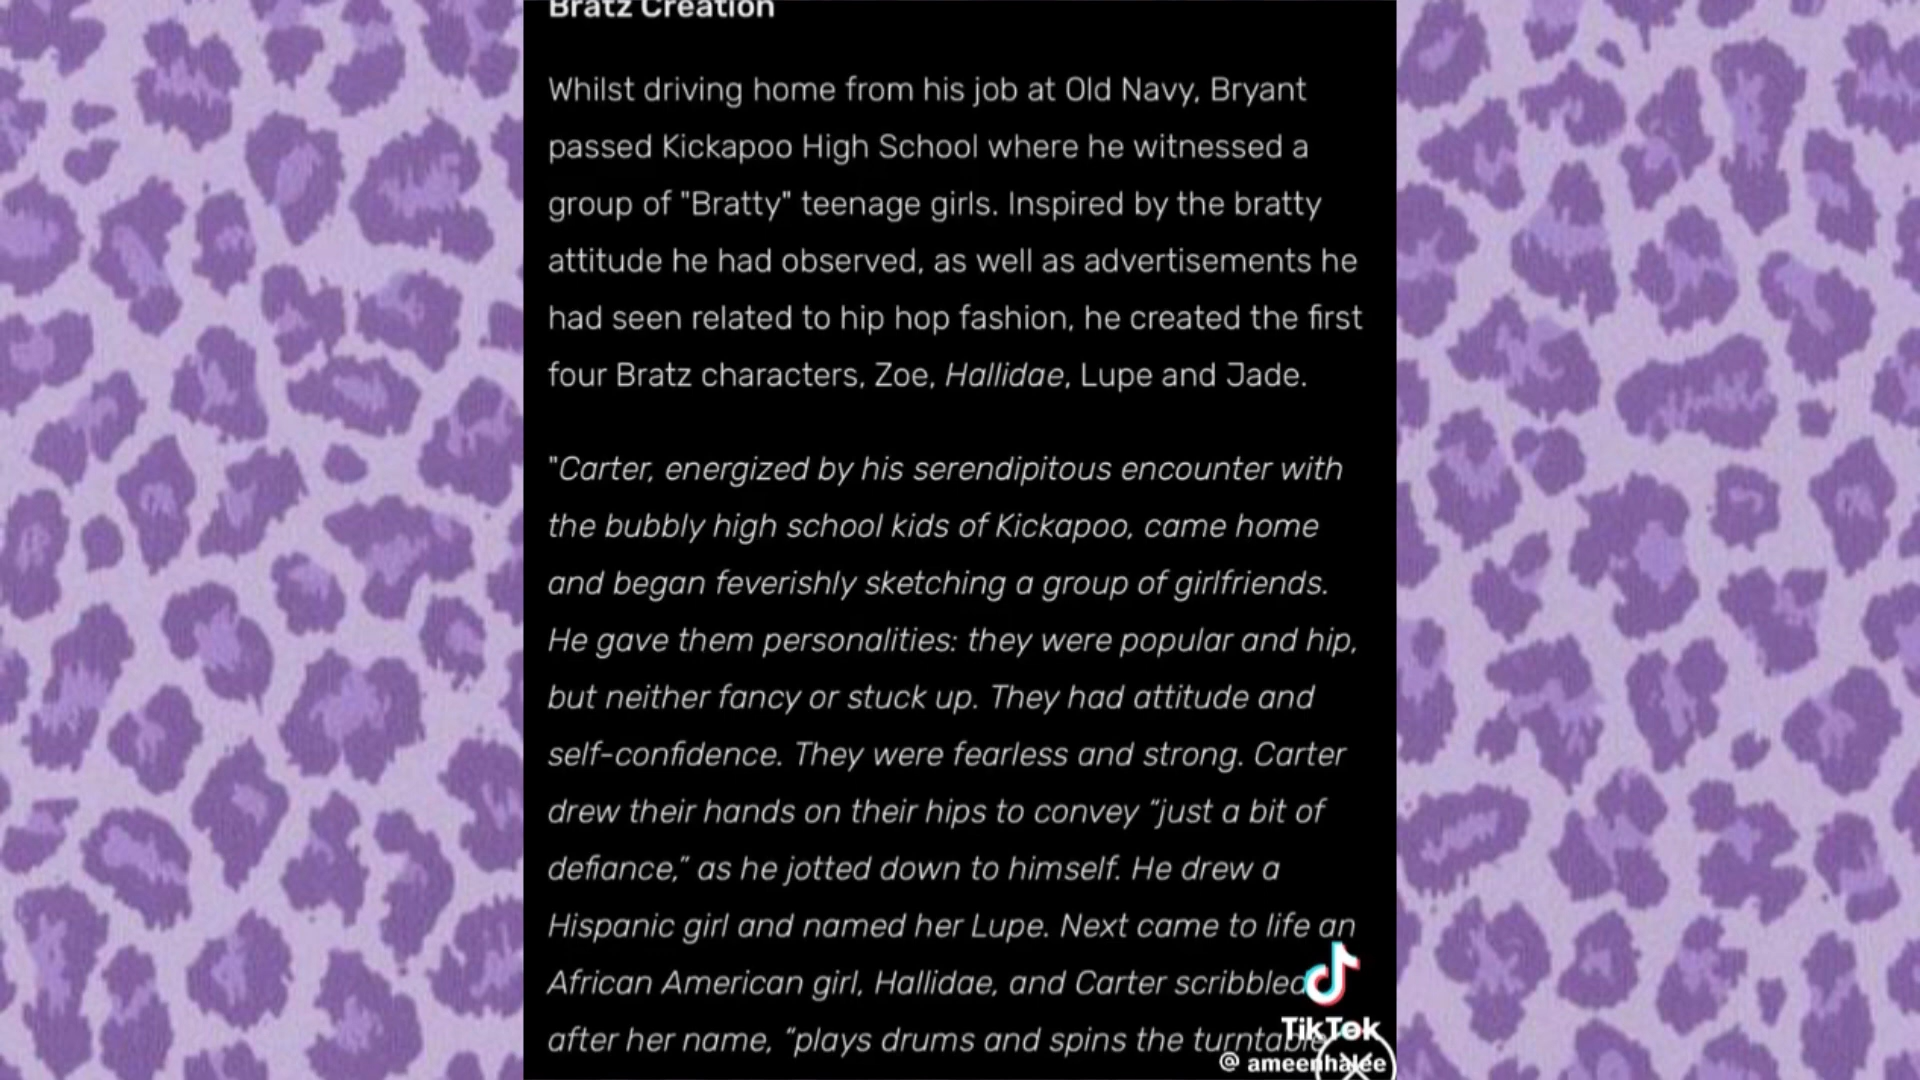 Bratz Creation
Whilst driving home from his job at Old Navy, Bryant
passed Kickapoo High School where he witnessed a
group of "Bratty" teenage girls. Inspired by the bratty
attitude he had observed, as well as advertisements he
had seen related to hip hop fashion, he created the first
four Bratz characters, Zoe, Hallidae, Lupe and Jade.
"Carter, energized by his serendipitous encounter with
the bubbly high school kids of Kickapoo, came home
and began feverishly sketching a group of girlfriends.
He gave them personalities: they were popular and hip,
but neither fancy or stuck up. They had attitude and
self-confidence. They were fearless and strong. Carter
drew their hands on their hips to convey “just a bit of
defiance,” as he jotted down to himself. He drew a
Hispanic girl and named her Lupe. Next came to life an
African American girl, Hallidae, and Carter scribbled
after her name, “plays drums and spins the
TikTok
@ ameenhalee